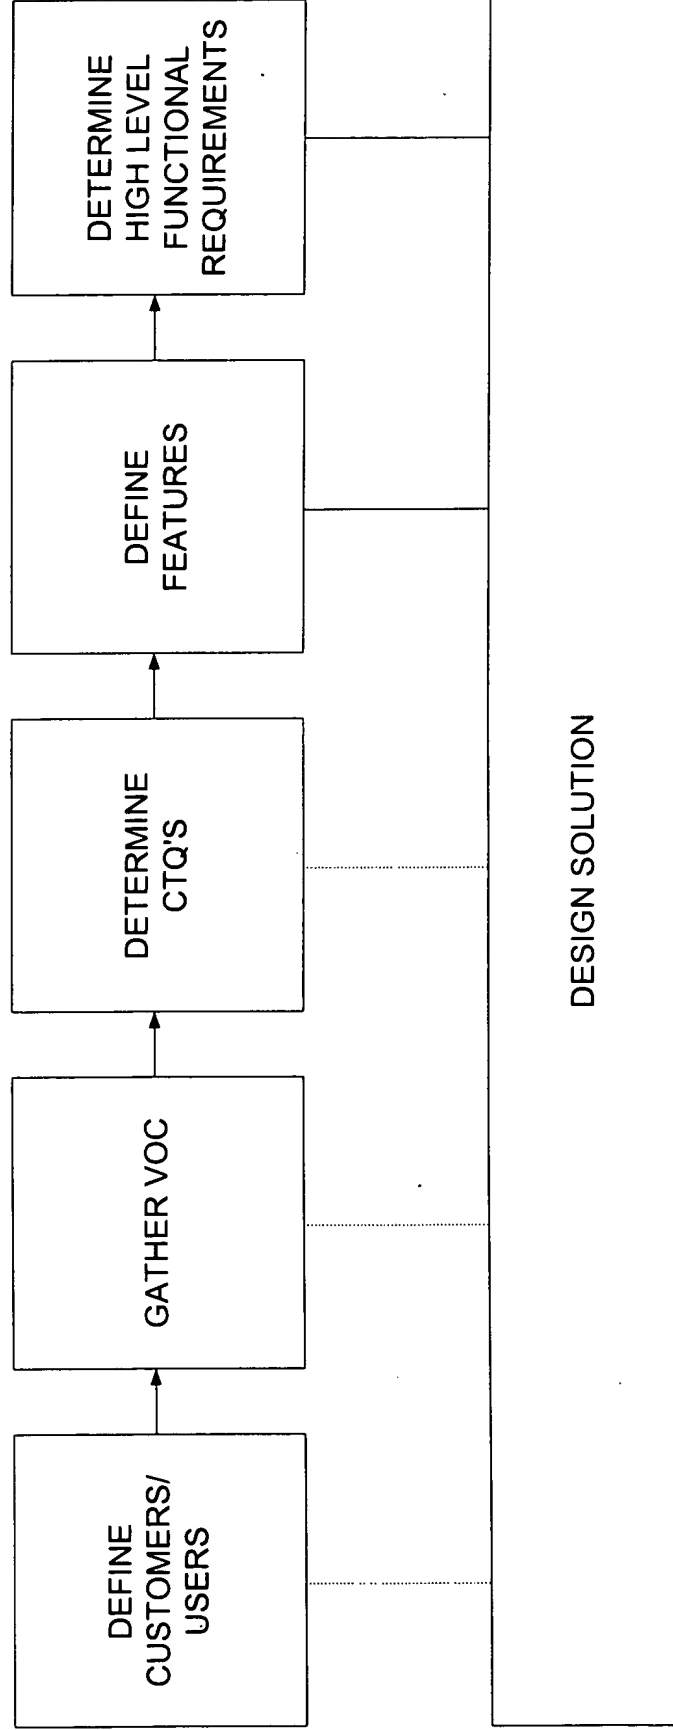 DEFINE
CUSTOMERS/
USERS
GATHER VOC
DETERMINE
CTQ'S
DEFINE
FEATURES
DETERMINE
HIGH LEVEL
FUNCTIONAL
REQUIREMENTS
DESIGN SOLUTION